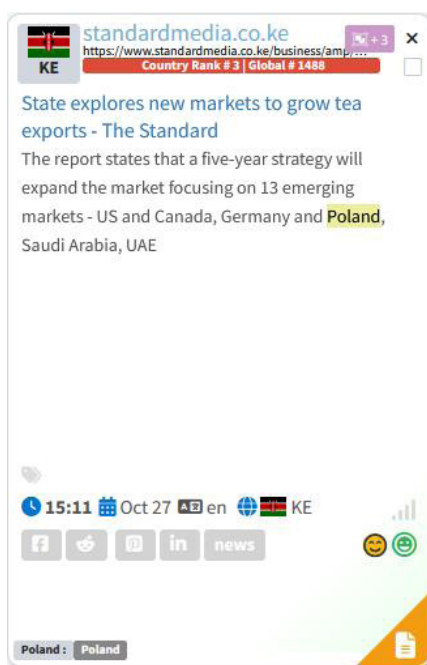 standardmedia.co.ke
+3
×
https://www.standardmedia.co.ke/business/amp/...
KE
Country Rank # 3 | Global # 1488
State explores new markets to grow tea
exports - The Standard
The report states that a five-year strategy will
expand the market focusing on 13 emerging
markets - US and Canada, Germany and Poland,
Saudi Arabia, UAE
15:11 Oct 27 en KE
in news
Poland : Poland